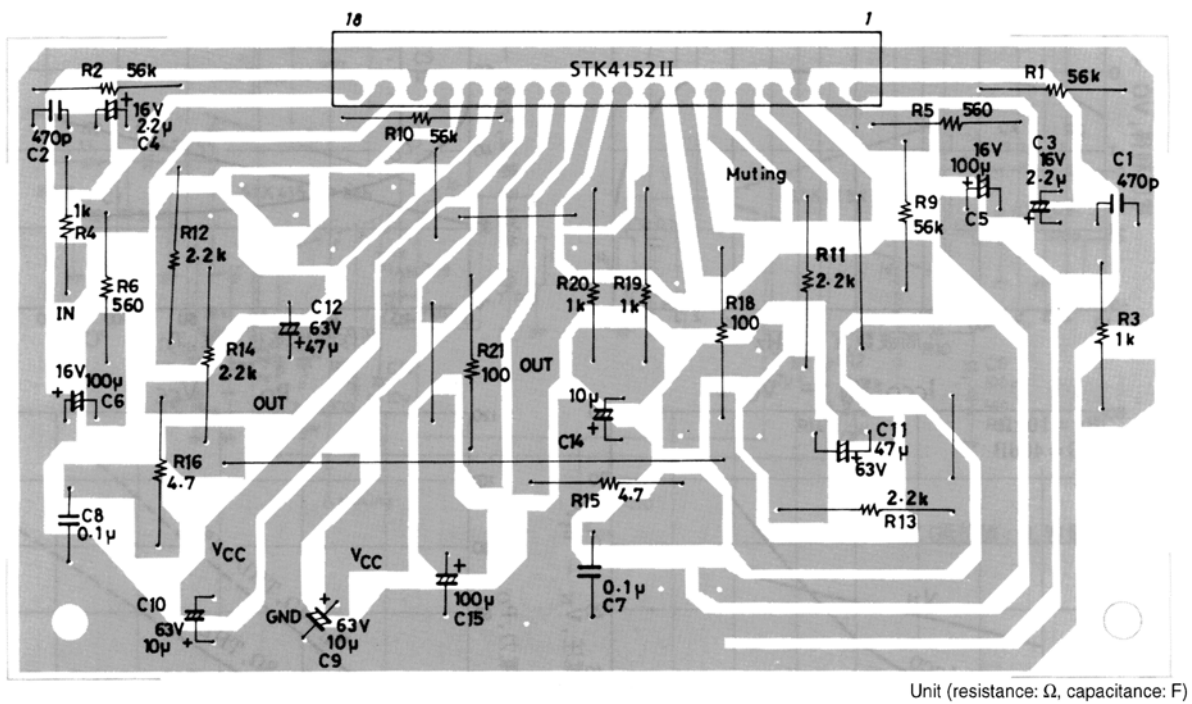 18
1
STK4152II
R2
56k
470p
C2
16V
2.2μ
C4
R10
56k
R1
56k
R5
560
16V
100μ
C5
C3
16V
2.2μ
C1
470p
Muting
1k
R4
R12
2.2k
R9
56k
R6
560
IN
C12
63V
47μ
R14
2.2k
R20
1k
R19
1k
R18
100
R11
2.2k
R3
1k
R21
100
OUT
16V
100μ
C6
OUT
10μ
C14
C11
47μ
63V
R16
4.7
R15
4.7
2.2k
R13
C8
0.1μ
VCC
VCC
C10
63V
10μ
GND
63V
10μ
C9
100μ
C15
0.1μ
C7
Unit (resistance: Ω, capacitance: F)